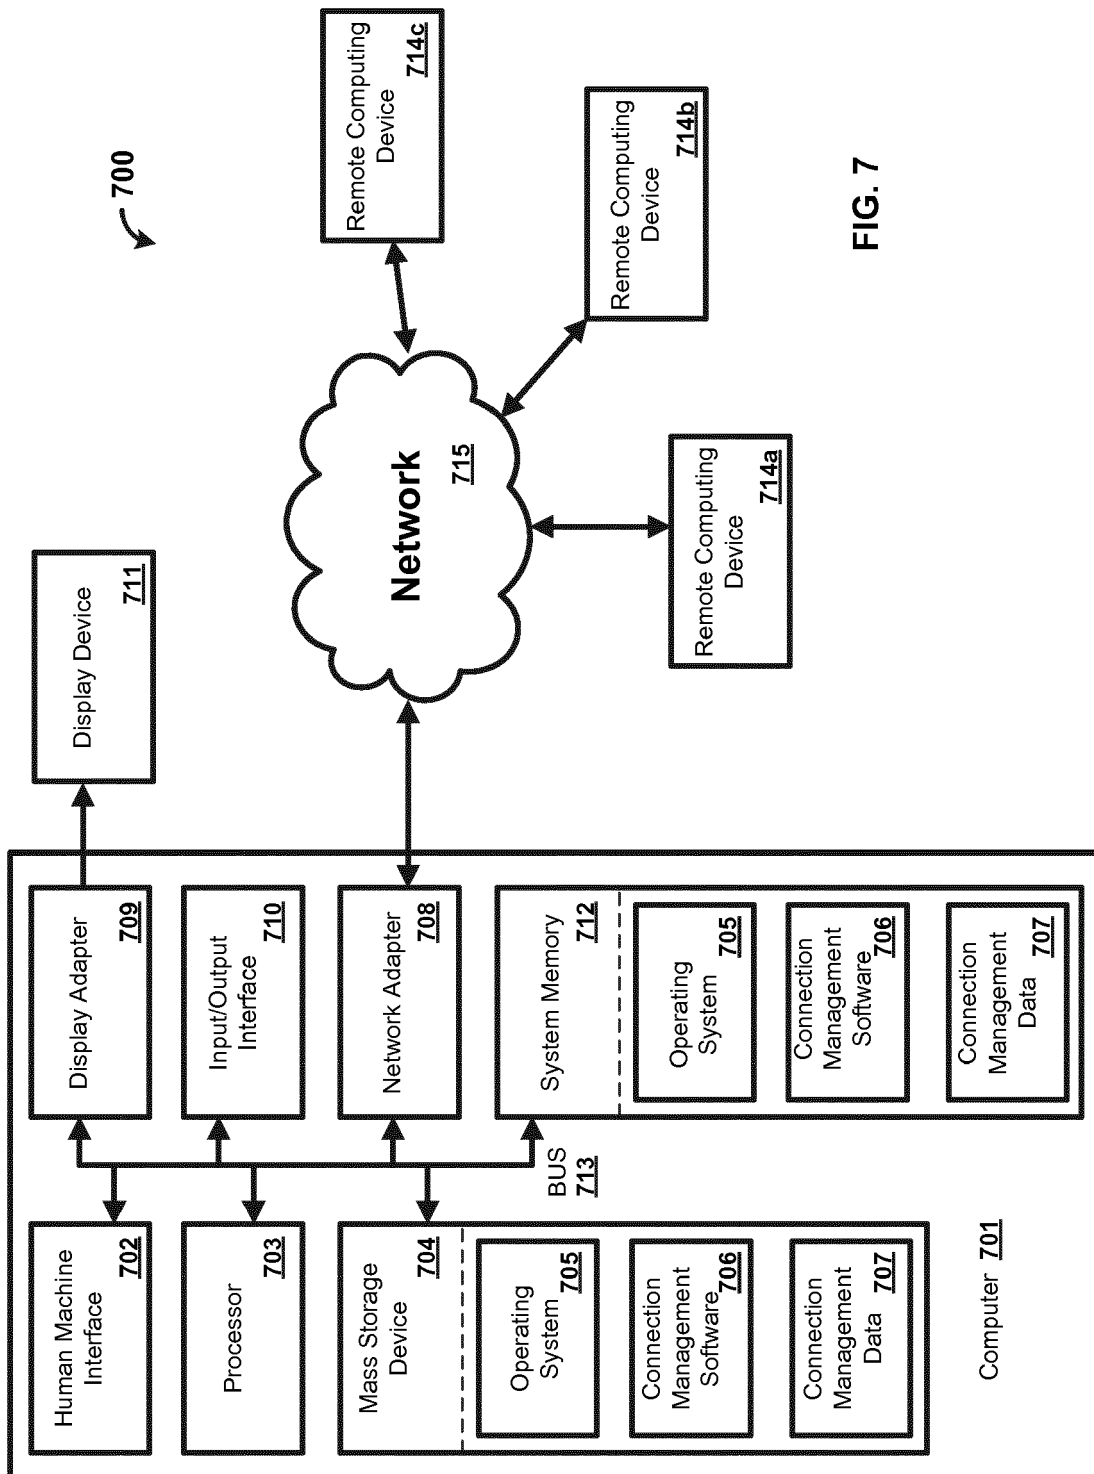 700
Human Machine
Interface
702
Processor
703
Mass Storage
Device
704
Operating
System
705
Connection
Management
Software
706
Connection
Management
Data
707
Computer 701
BUS
713
Display Adapter
709
Input/Output
Interface
710
Network Adapter
708
System Memory
712
Operating
System
705
Connection
Management
Software
706
Connection
Management
Data
707
Display Device
711
Network
715
Remote Computing
Device
714a
Remote Computing
Device
714b
Remote Computing
Device
714c
FIG. 7